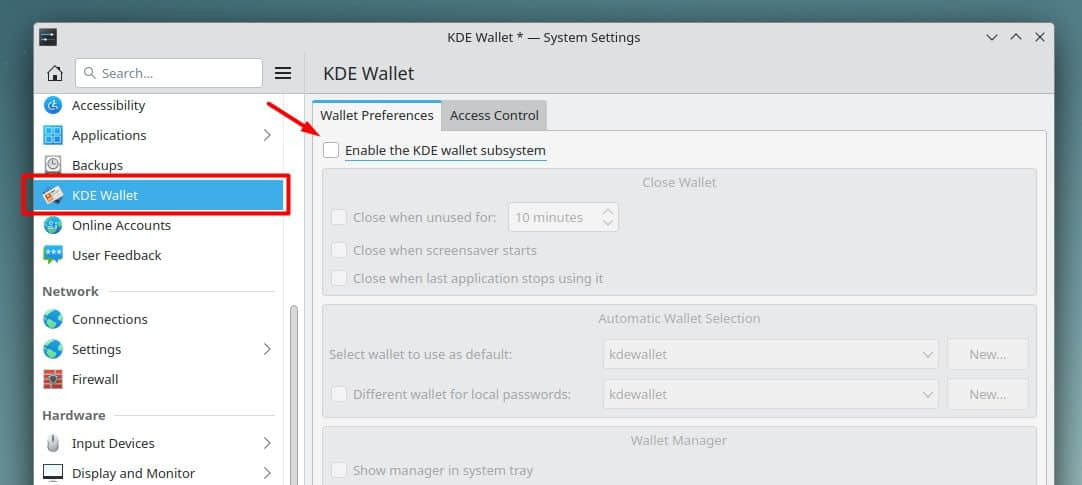 KDE Wallet * — System Settings
Search...
KDE Wallet
Accessibility
Applications
Backups
KDE Wallet
Online Accounts
User Feedback
Network
Connections
Settings
Firewall
Hardware
Input Devices
Display and Monitor
Wallet Preferences
Access Control
Enable the KDE wallet subsystem
Close Wallet
Close when unused for: 10 minutes
Close when screensaver starts
Close when last application stops using it
Automatic Wallet Selection
Select wallet to use as default: kdewallet New...
Different wallet for local passwords: kdewallet New...
Wallet Manager
Show manager in system tray